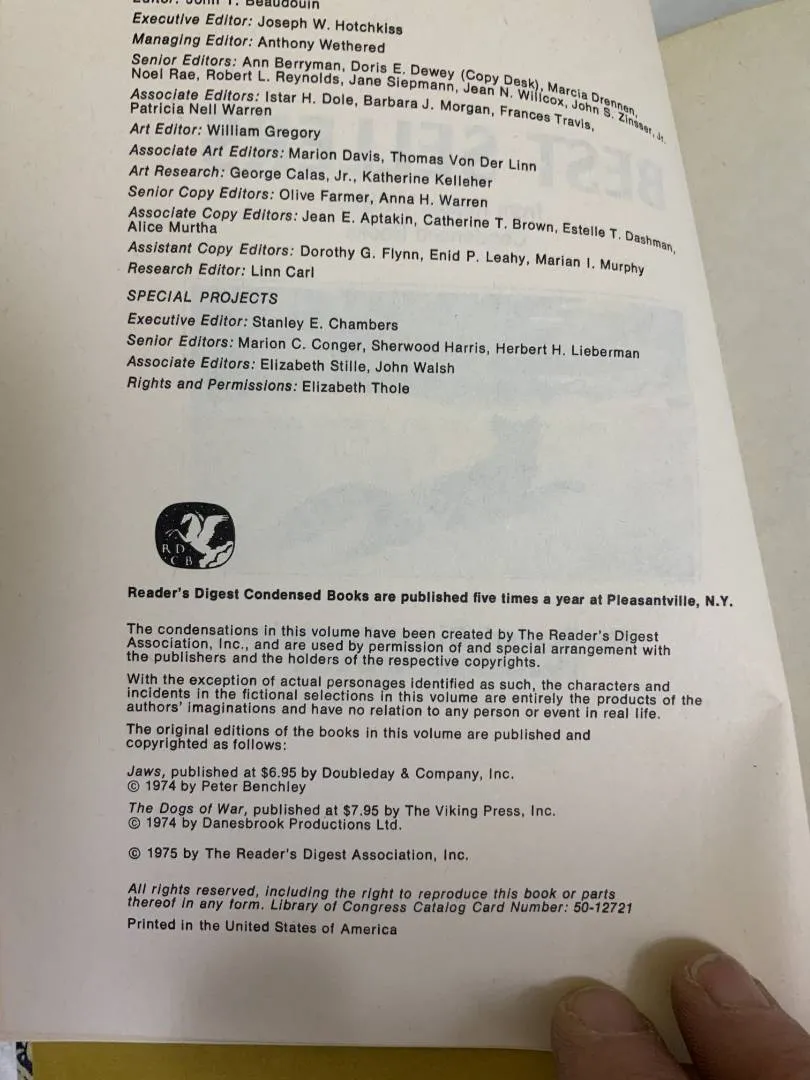 Editor: John T. Beaudouin
Executive Editor: Joseph W. Hotchkiss
Managing Editor: Anthony Wethered
Senior Editors: Ann Berryman, Doris E. Dewey (Copy Desk), Marcia Drennen,
Noel Rae, Robert L. Reynolds, Jane Siepmann, Jean N. Willcox, John S. Zinsser, Jr.
Associate Editors: Istar H. Dole, Barbara J. Morgan, Frances Travis,
Patricia Nell Warren
Art Editor: William Gregory
Associate Art Editors: Marion Davis, Thomas Von Der Linn
Art Research: George Calas, Jr., Katherine Kelleher
Senior Copy Editors: Olive Farmer, Anna H. Warren
Associate Copy Editors: Jean E. Aptakin, Catherine T. Brown, Estelle T. Dashman,
Alice Murtha
Assistant Copy Editors: Dorothy G. Flynn, Enid P. Leahy, Marian I. Murphy
Research Editor: Linn Carl
SPECIAL PROJECTS
Executive Editor: Stanley E. Chambers
Senior Editors: Marion C. Conger, Sherwood Harris, Herbert H. Lieberman
Associate Editors: Elizabeth Stille, John Walsh
Rights and Permissions: Elizabeth Thole
R D
C B
Reader's Digest Condensed Books are published five times a year at Pleasantville, N.Y.
The condensations in this volume have been created by The Reader's Digest
Association, Inc., and are used by permission of and special arrangement with
the publishers and the holders of the respective copyrights.
With the exception of actual personages identified as such, the characters and
incidents in the fictional selections in this volume are entirely the products of the
authors' imaginations and have no relation to any person or event in real life.
The original editions of the books in this volume are published and
copyrighted as follows:
Jaws, published at $6.95 by Doubleday & Company, Inc.
© 1974 by Peter Benchley
The Dogs of War, published at $7.95 by The Viking Press, Inc.
© 1974 by Danesbrook Productions Ltd.
© 1975 by The Reader's Digest Association, Inc.
All rights reserved, including the right to reproduce this book or parts
thereof in any form. Library of Congress Catalog Card Number: 50-12721
Printed in the United States of America